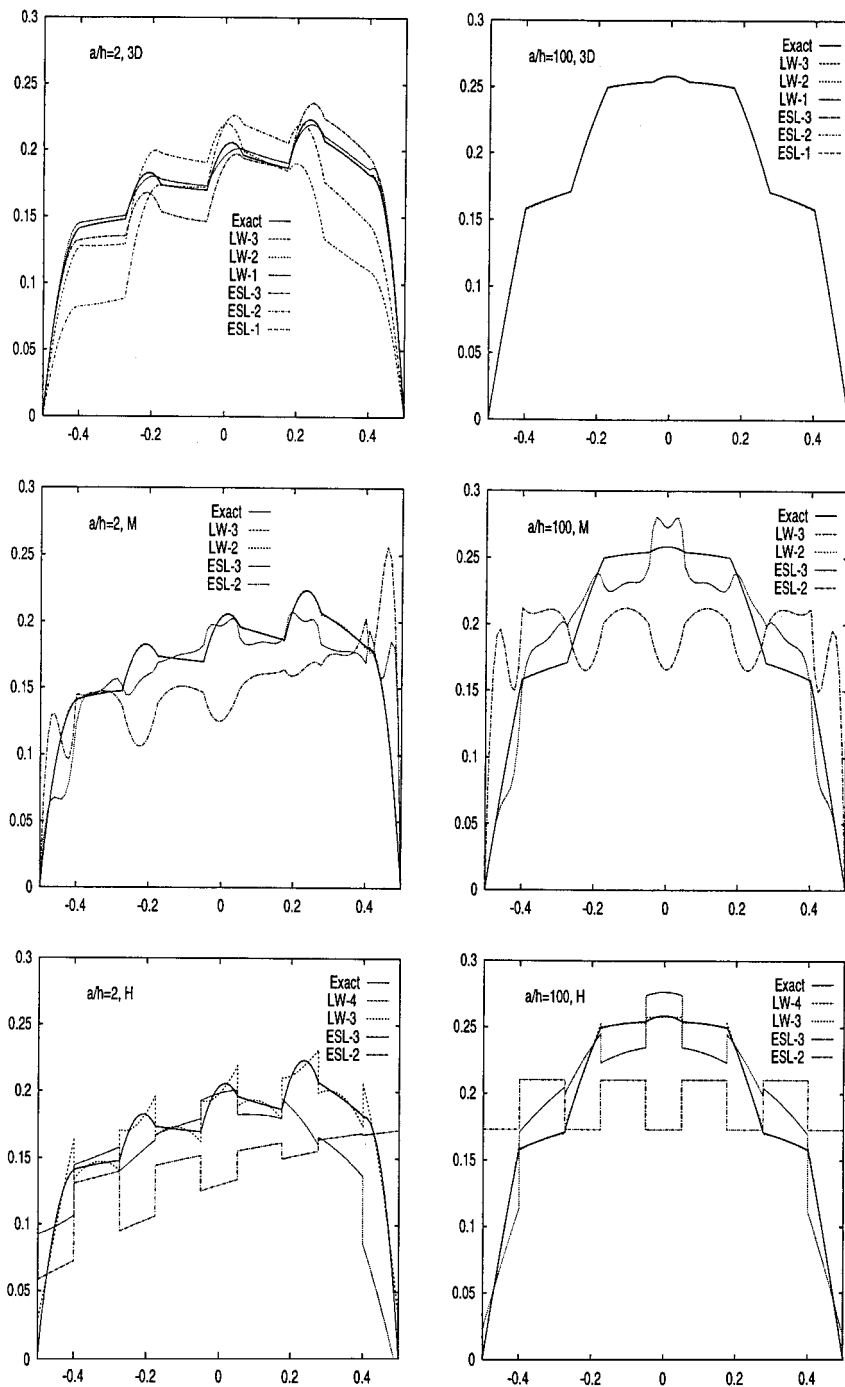 0.3
0.25
0.2
0.15
0.1
0.05
0
-0.4
-0.2
0
0.2
0.4
a/h=2, 3D
Exact
LW-3
LW-2
LW-1
ESL-3
ESL-2
ESL-1
0.3
0.25
0.2
0.15
0.1
0.05
0
-0.4
-0.2
0
0.2
0.4
a/h=100, 3D
Exact
LW-3
LW-2
LW-1
ESL-3
ESL-2
ESL-1
0.3
0.25
0.2
0.15
0.1
0.05
0
-0.4
-0.2
0
0.2
0.4
a/h=2, M
Exact
LW-3
LW-2
ESL-3
ESL-2
0.3
0.25
0.2
0.15
0.1
0.05
0
-0.4
-0.2
0
0.2
0.4
a/h=100, M
Exact
LW-3
LW-2
ESL-3
ESL-2
0.3
0.25
0.2
0.15
0.1
0.05
0
-0.4
-0.2
0
0.2
0.4
a/h=2, H
Exact
LW-4
LW-3
ESL-3
ESL-2
0.3
0.25
0.2
0.15
0.1
0.05
0
-0.4
-0.2
0
0.2
0.4
a/h=100, H
Exact
LW-4
LW-3
ESL-3
ESL-2